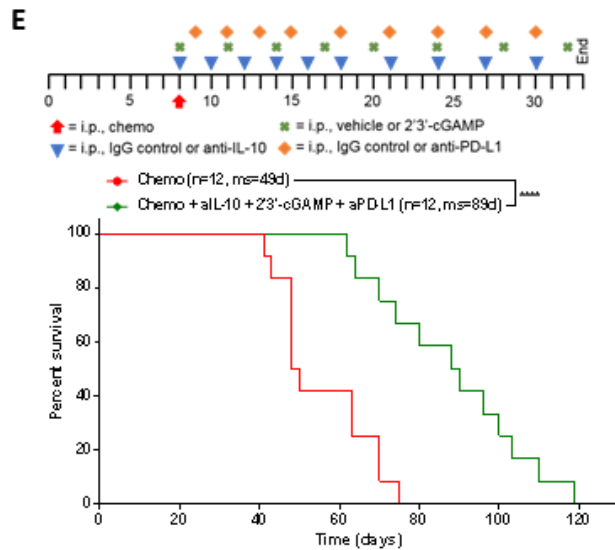 E
End
0 5 10 15 20 25 30
= i.p., chemo = i.p., vehicle or 2'3'-cGAMP
= i.p., IgG control or anti-IL-10 = i.p., IgG control or anti-PD-L1
Chemo (n=12, ms=49d)
****
Chemo + aIL-10 + 2'3'-cGAMP + aPD-L1 (n=12, ms=89d)
100
80
60
40
20
0
Percent survival
0 20 40 60 80 100 120
Time (days)